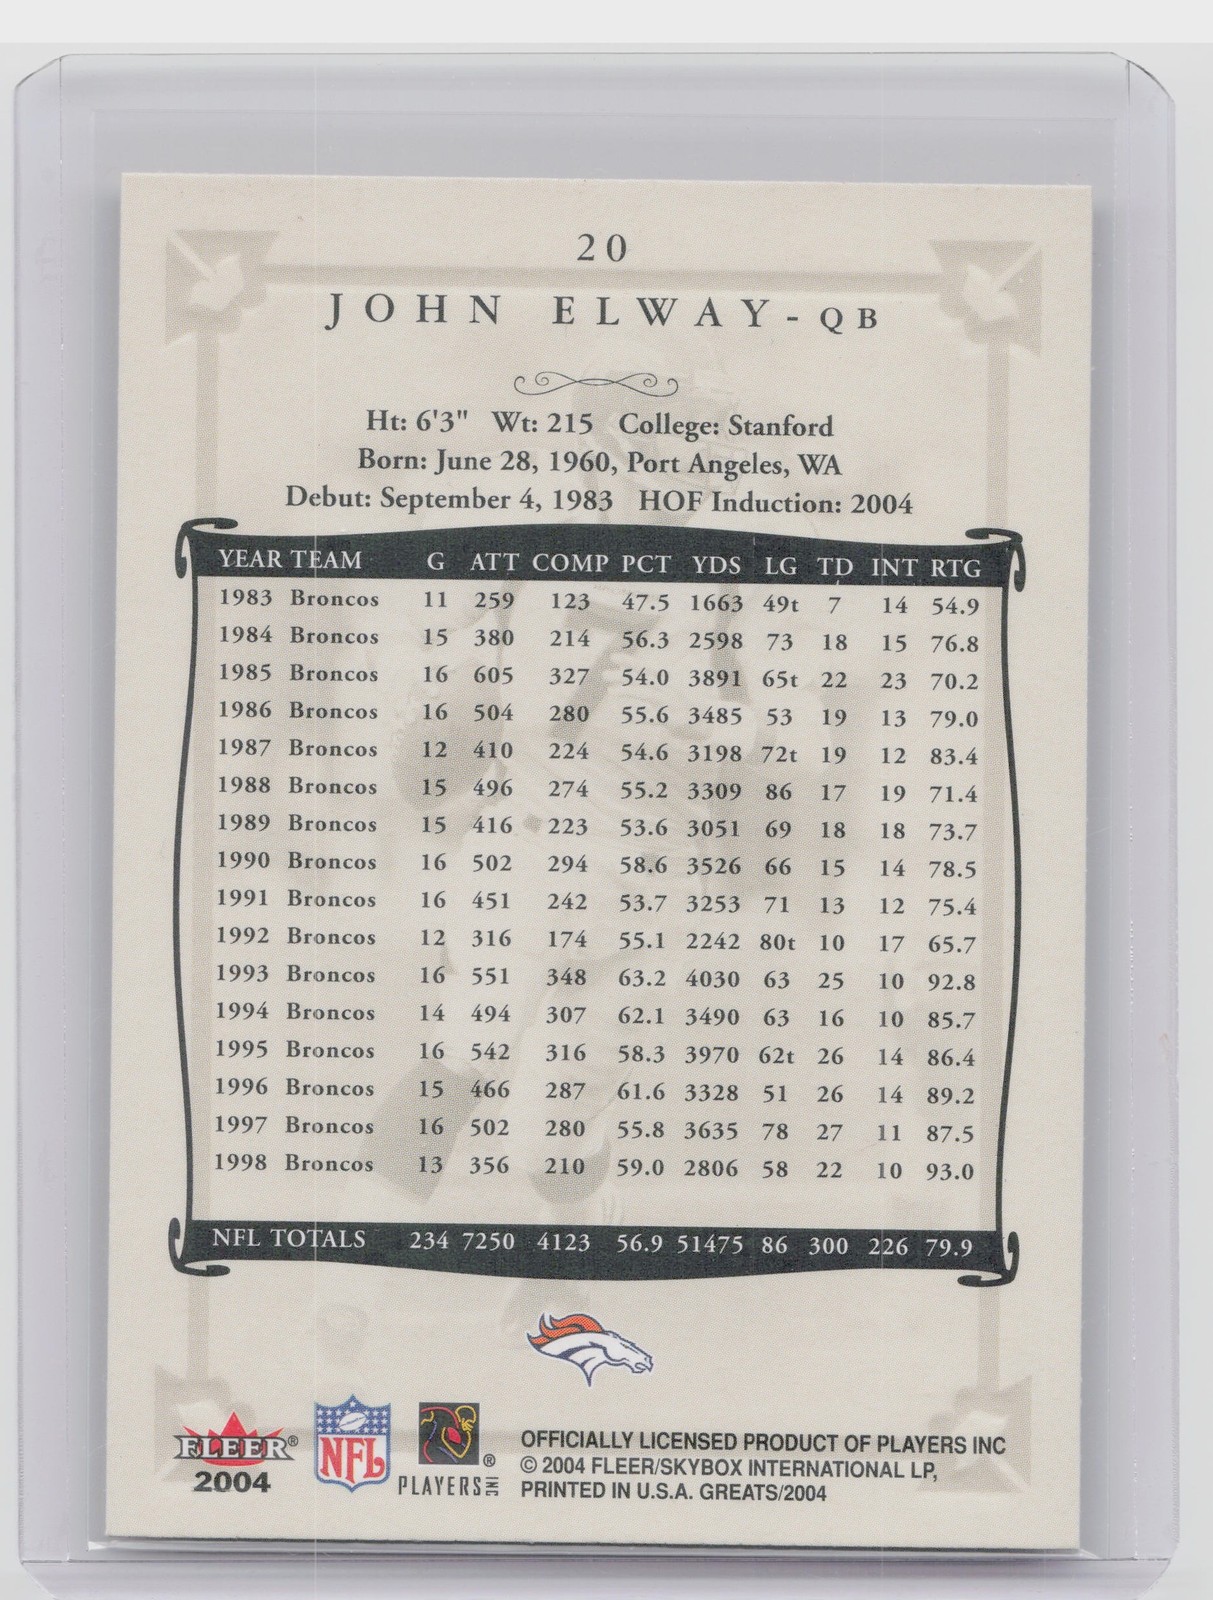 20
JOHN ELWAY - QB
Ht: 6'3" Wt: 215 College: Stanford
Born: June 28, 1960, Port Angeles, WA
Debut: September 4, 1983 HOF Induction: 2004
YEAR TEAM G ATT COMP PCT YDS LG TD INT RTG
1983 Broncos 11 259 123 47.5 1663 49t 7 14 54.9
1984 Broncos 15 380 214 56.3 2598 73 18 15 76.8
1985 Broncos 16 605 327 54.0 3891 65t 22 23 70.2
1986 Broncos 16 504 280 55.6 3485 53 19 13 79.0
1987 Broncos 12 410 224 54.6 3198 72t 19 12 83.4
1988 Broncos 15 496 274 55.2 3309 86 17 19 71.4
1989 Broncos 15 416 223 53.6 3051 69 18 18 73.7
1990 Broncos 16 502 294 58.6 3526 66 15 14 78.5
1991 Broncos 16 451 242 53.7 3253 71 13 12 75.4
1992 Broncos 12 316 174 55.1 2242 80t 10 17 65.7
1993 Broncos 16 551 348 63.2 4030 63 25 10 92.8
1994 Broncos 14 494 307 62.1 3490 63 16 10 85.7
1995 Broncos 16 542 316 58.3 3970 62t 26 14 86.4
1996 Broncos 15 466 287 61.6 3328 51 26 14 89.2
1997 Broncos 16 502 280 55.8 3635 78 27 11 87.5
1998 Broncos 13 356 210 59.0 2806 58 22 10 93.0
NFL TOTALS 234 7250 4123 56.9 51475 86 300 226 79.9
FLEER®
2004
NFL
®
PLAYERS INC
OFFICIALLY LICENSED PRODUCT OF PLAYERS INC
© 2004 FLEER/SKYBOX INTERNATIONAL LP,
PRINTED IN U.S.A. GREATS/2004